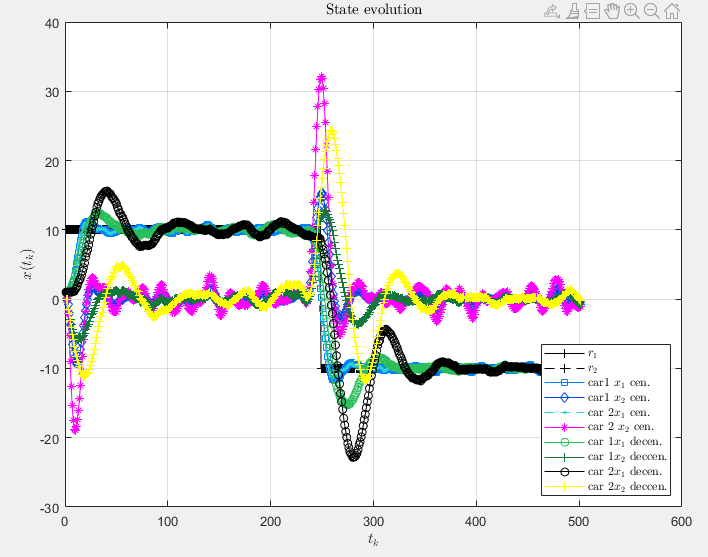 State evolution
40
30
20
10
0
-10
-20
-30
x(t_k)
0 100 200 300 400 500 600
t_k
r_1
r_2
car1 x_1 cen.
car1 x_2 cen.
car 2x_1 cen.
car 2 x_2 cen.
car 1x_1 decen.
car 1x_2 deccen.
car 2x_1 decen.
car 2x_2 deccen.